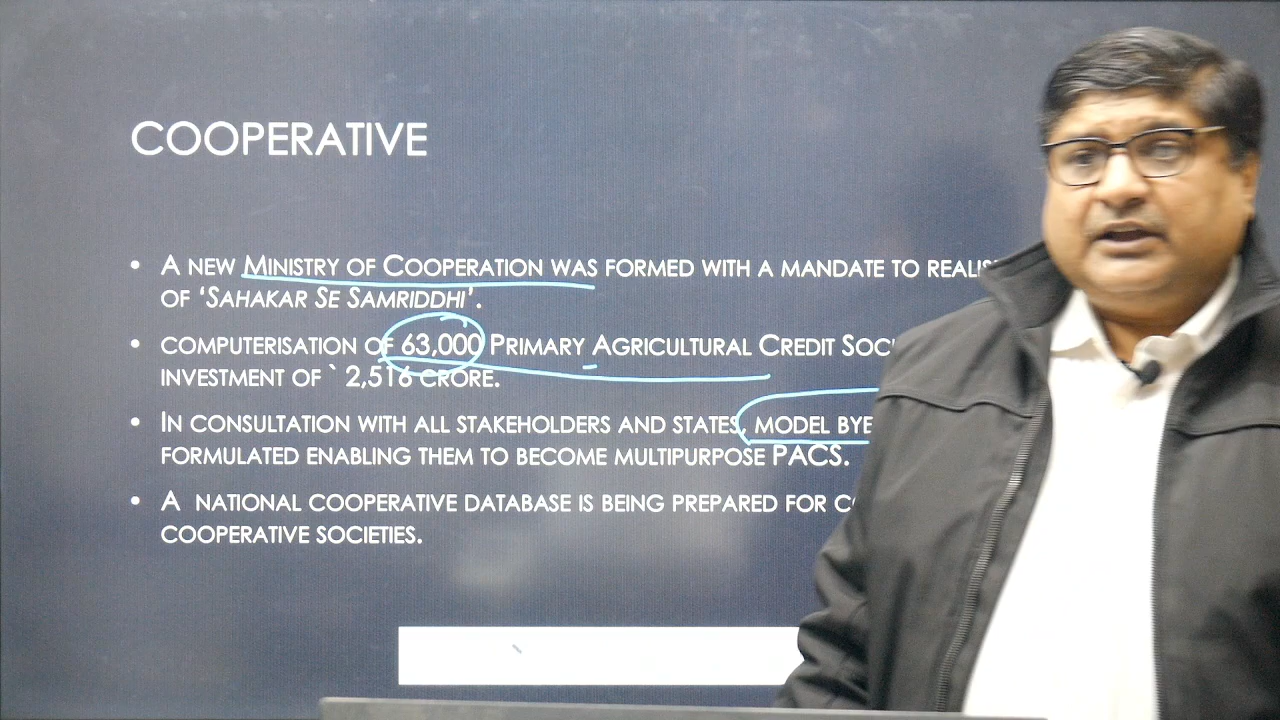 COOPERATIVE
• A NEW MINISTRY OF COOPERATION WAS FORMED WITH A MANDATE TO
OF ‘SAHAKAR SE SAMRIDDHI’.
• COMPUTERISATION OF 63,000 PRIMARY AGRICULTURAL CREDIT
INVESTMENT OF ` 2,516 CRORE.
• IN CONSULTATION WITH ALL STAKEHOLDERS AND STATES, MODEL BYE
FORMULATED ENABLING THEM TO BECOME MULTIPURPOSE PACS.
• A NATIONAL COOPERATIVE DATABASE IS BEING PREPARED FOR
COOPERATIVE SOCIETIES.